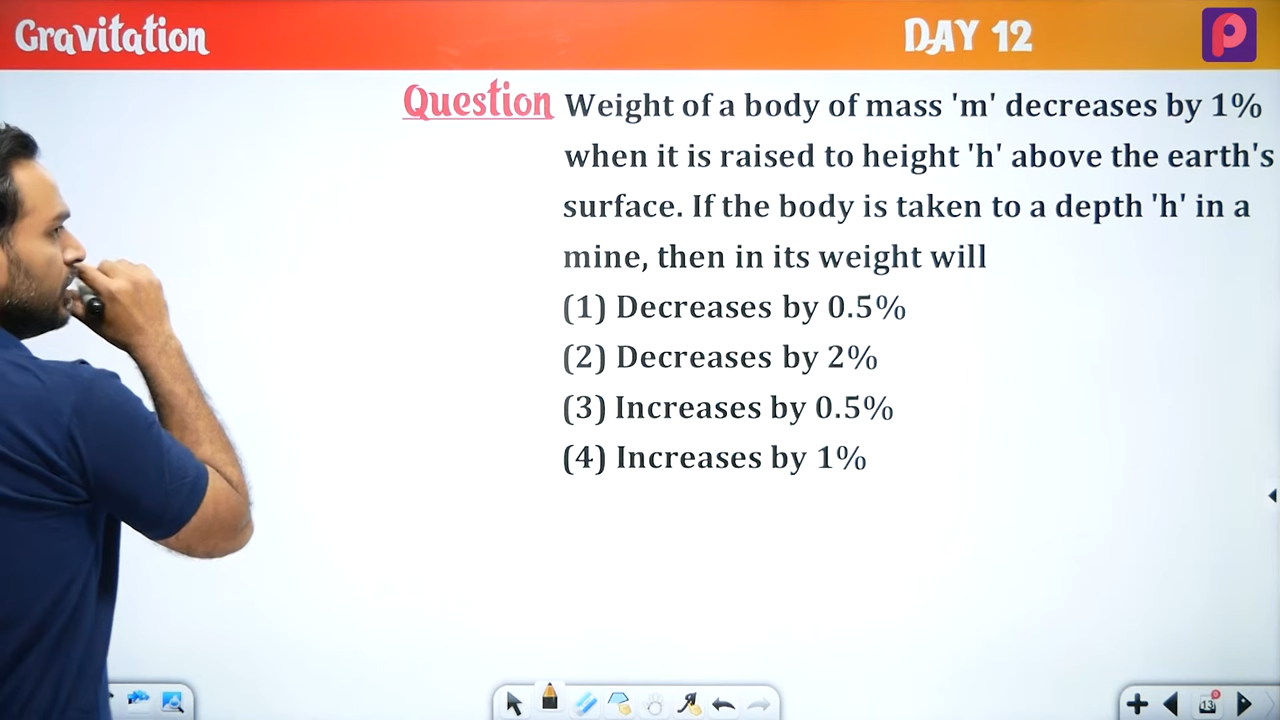 Gravitation
DAY 12
Question Weight of a body of mass 'm' decreases by 1%
when it is raised to height 'h' above the earth's
surface. If the body is taken to a depth 'h' in a
mine, then in its weight will
(1) Decreases by 0.5%
(2) Decreases by 2%
(3) Increases by 0.5%
(4) Increases by 1%
13